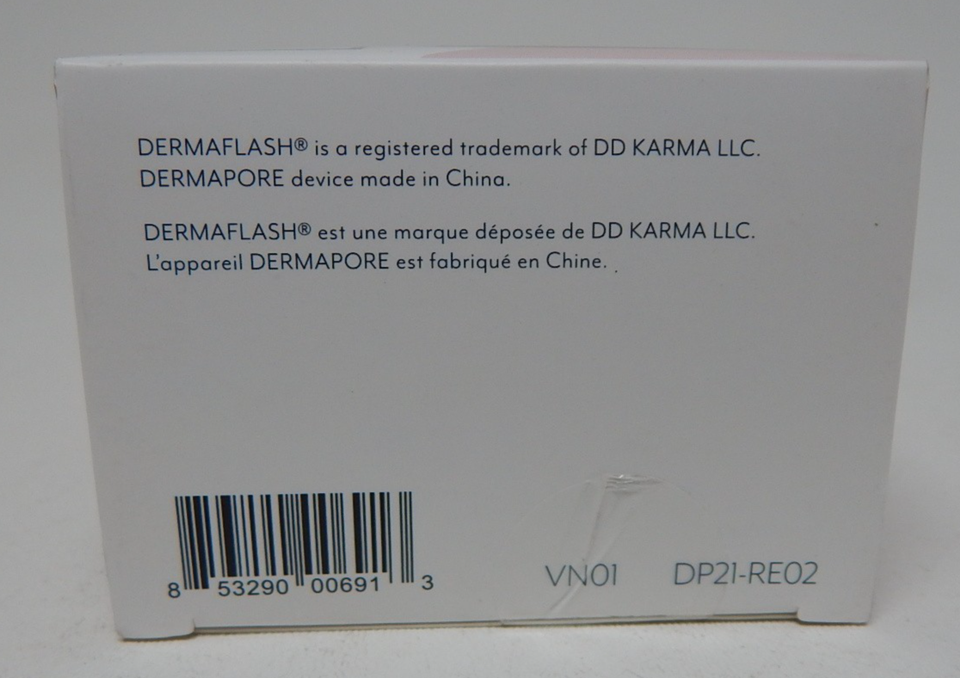 DERMAFLASH® is a registered trademark of DD KARMA LLC.
DERMAPORE device made in China.
DERMAFLASH® est une marque déposée de DD KARMA LLC.
L'appareil DERMAPORE est fabriqué en Chine.
8 53290 00691 3
VN01 DP21-RE02